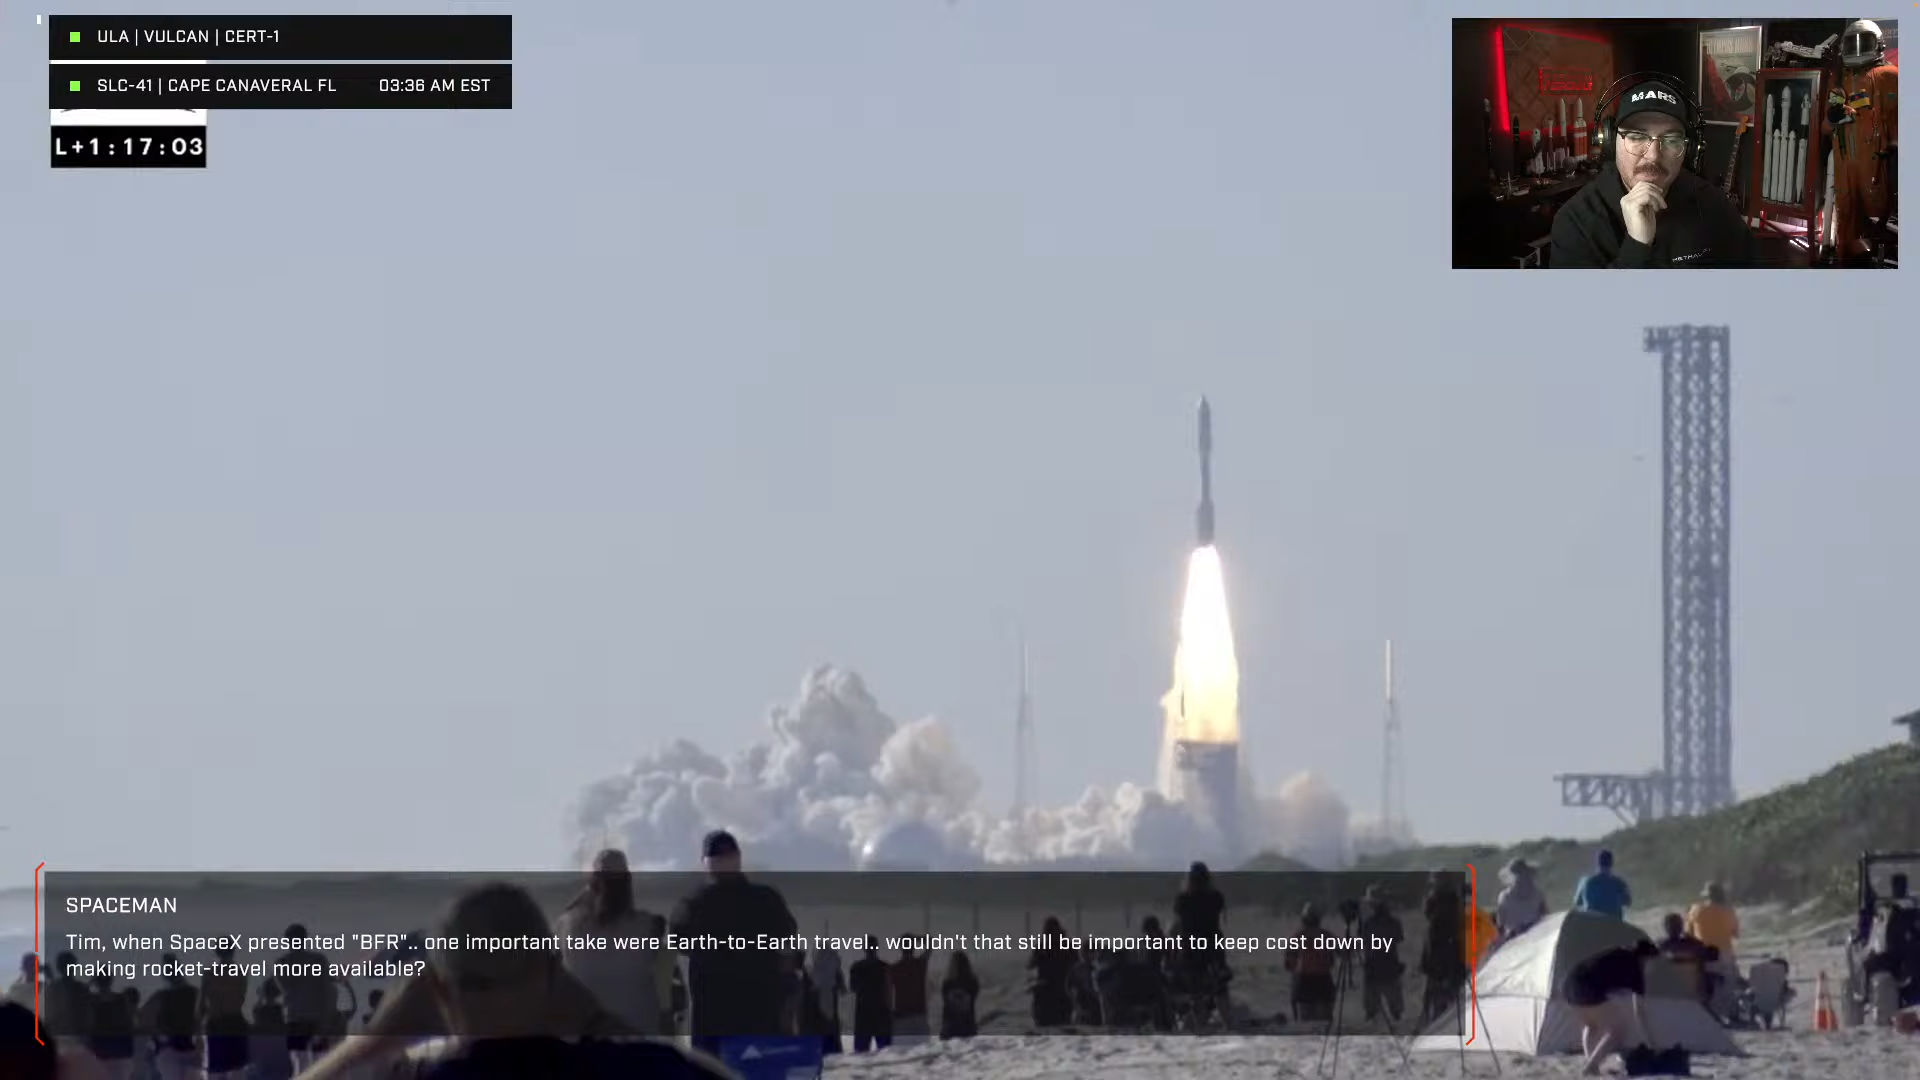 ULA | VULCAN | CERT-1
SLC-41 | CAPE CANAVERAL FL 03:36 AM EST
L+1:17:03
MARS
SPACEMAN
Tim, when SpaceX presented "BFR".. one important take were Earth-to-Earth travel.. wouldn't that still be important to keep cost down by
making rocket-travel more available?